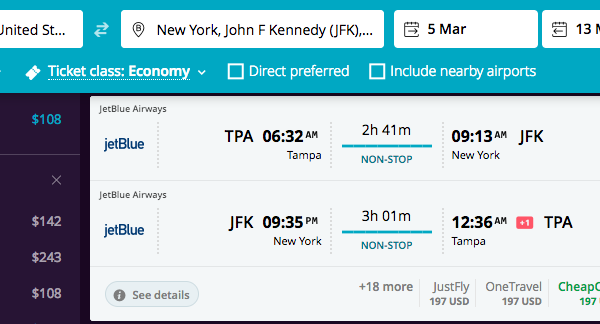 United St...
B
New York, John F Kennedy (JFK),...
5 Mar
13 M
Ticket class: Economy
Direct preferred
Include nearby airports
$108
$142
$243
$108
JetBlue Airways
jetBlue
TPA 06:32 AM
Tampa
2h 41m
NON-STOP
09:13 AM JFK
New York
JetBlue Airways
jetBlue
JFK 09:35 PM
New York
3h 01m
NON-STOP
12:36 AM +1 TPA
Tampa
See details
+18 more
JustFly
197 USD
OneTravel
197 USD
CheapO
197